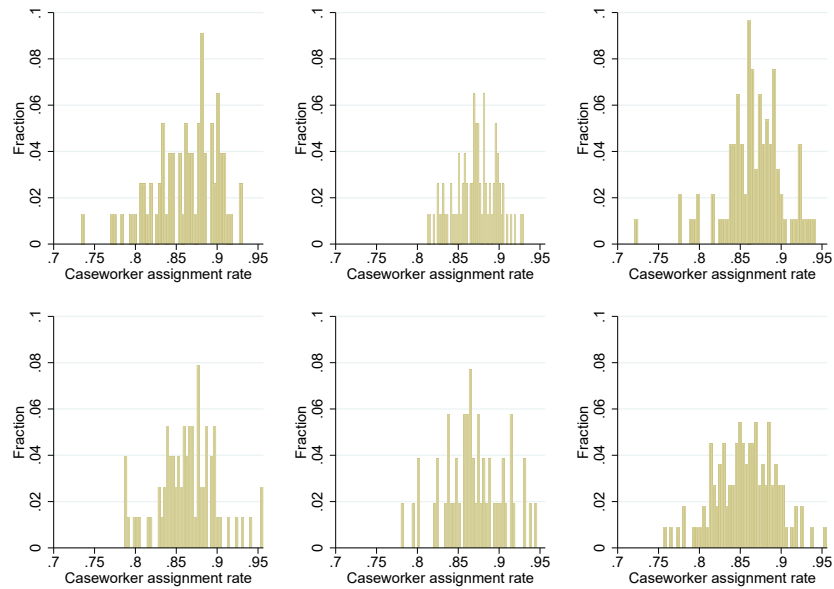 .1 .1 .1
.08 .08 .08
.06 .06 .06
Fraction Fraction Fraction
.04 .04 .04
.02 .02 .02
0 0 0
.7 .75 .8 .85 .9 .95 .7 .75 .8 .85 .9 .95 .7 .75 .8 .85 .9 .95
Caseworker assignment rate Caseworker assignment rate Caseworker assignment rate
.1 .1 .1
.08 .08 .08
.06 .06 .06
Fraction Fraction Fraction
.04 .04 .04
.02 .02 .02
0 0 0
.7 .75 .8 .85 .9 .95 .7 .75 .8 .85 .9 .95 .7 .75 .8 .85 .9 .95
Caseworker assignment rate Caseworker assignment rate Caseworker assignment rate